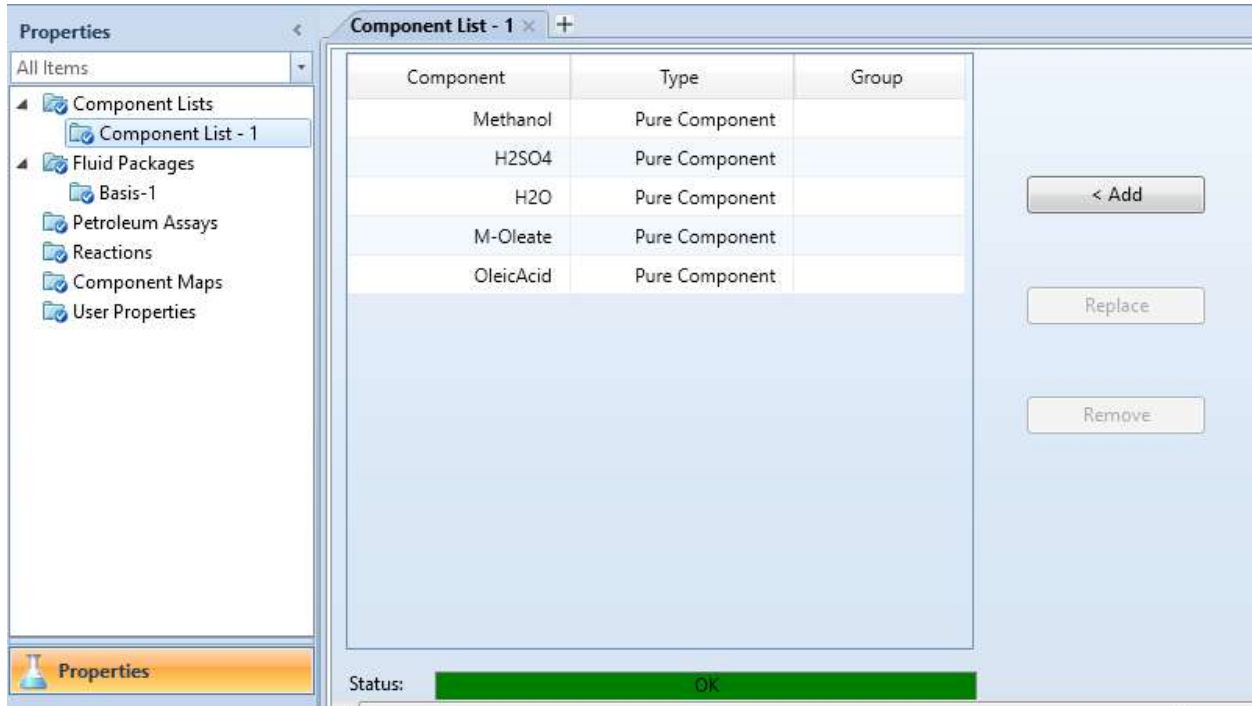 Properties <
All Items
Component Lists
Component List - 1
Fluid Packages
Basis-1
Petroleum Assays
Reactions
Component Maps
User Properties
Properties
Component List - 1 × +
Component Type Group
Methanol Pure Component
H2SO4 Pure Component
H2O Pure Component
M-Oleate Pure Component
OleicAcid Pure Component
< Add
Replace
Remove
Status: OK